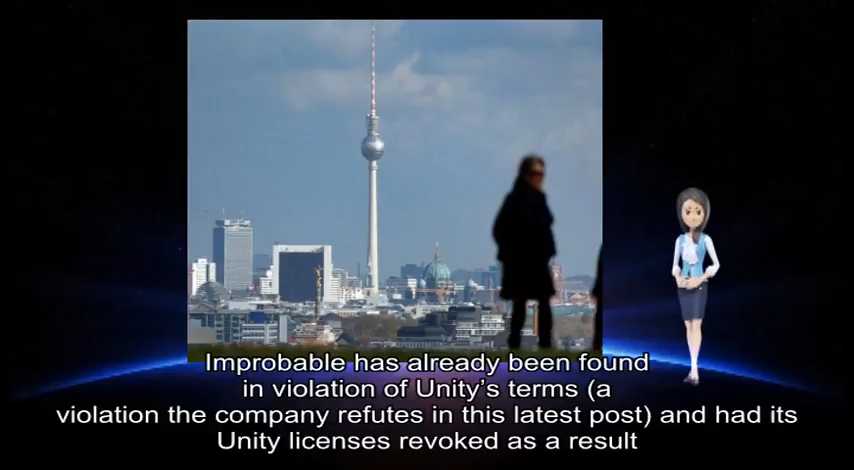 Improbable has already been found
in violation of Unity’s terms (a
violation the company refutes in this latest post) and had its
Unity licenses revoked as a result